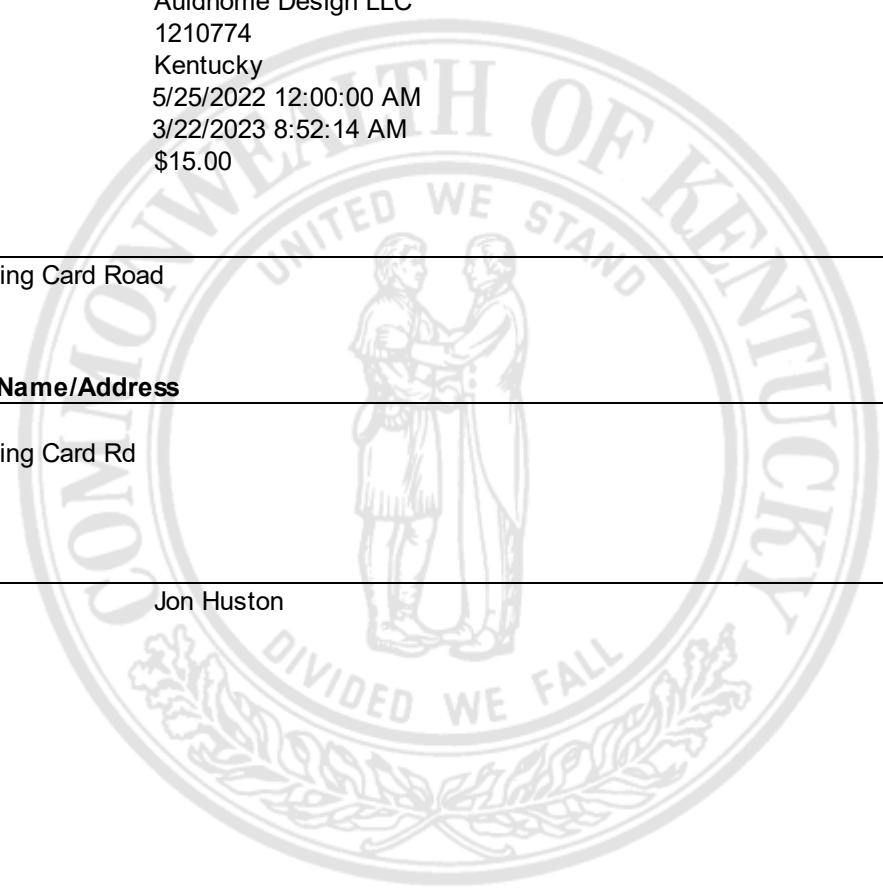 Auldhome Design LLC
1210774
Kentucky
5/25/2022 12:00:00 AM
3/22/2023 8:52:14 AM
$15.00
ing Card Road
Name/Address
ing Card Rd
Jon Huston
COMMONWEALTH OF KENTUCKY
UNITED WE STAND
DIVIDED WE FALL